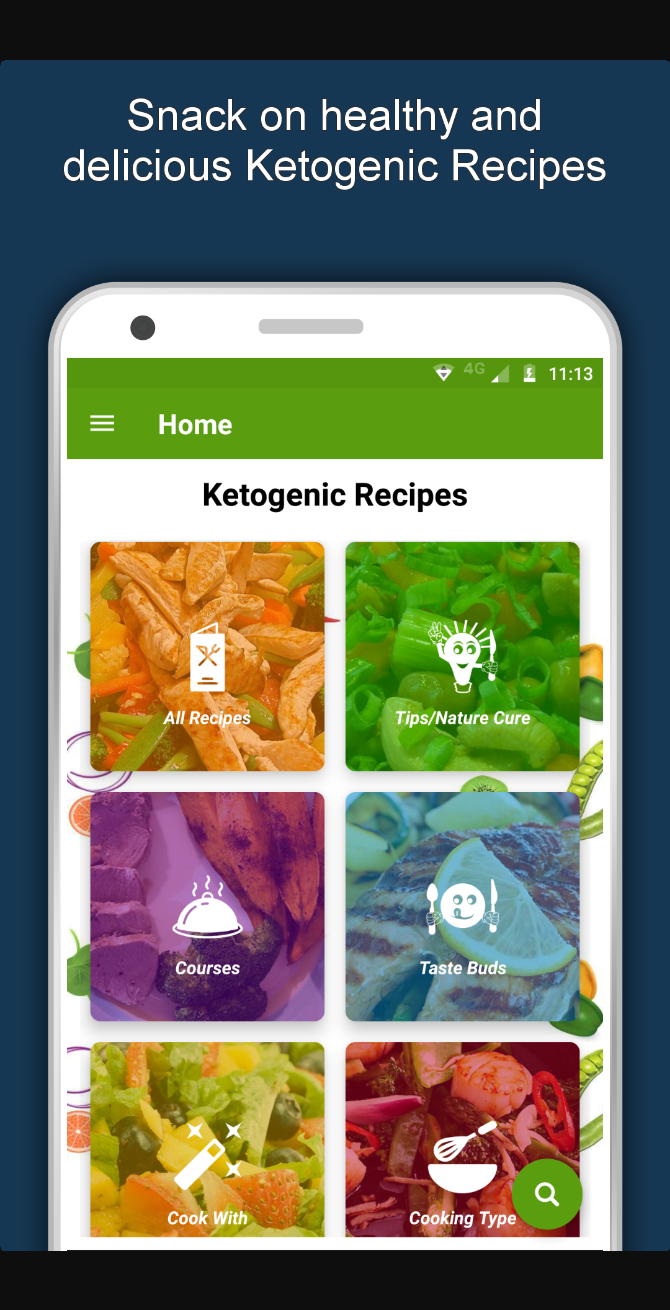 Snack on healthy and
delicious Ketogenic Recipes
4G 11:13
Home
Ketogenic Recipes
All Recipes
Tips/Nature Cure
Courses
Taste Buds
Cook With
Cooking Type